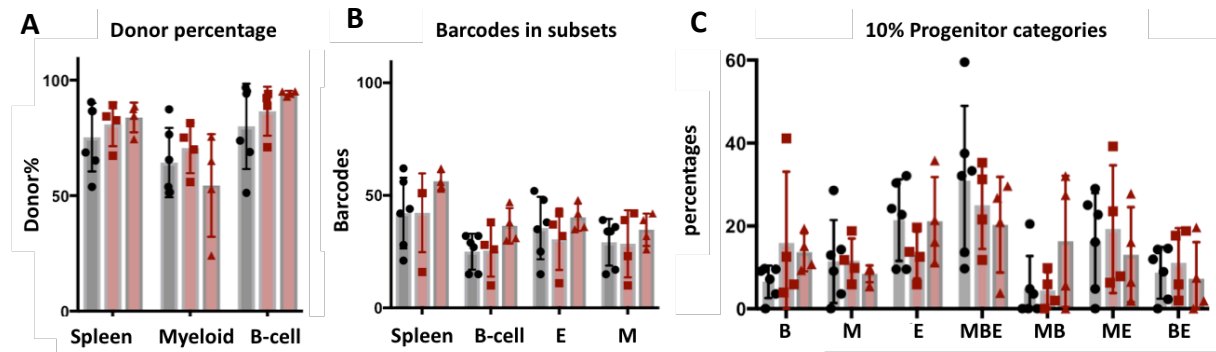 A
Donor percentage
Donor%
100
50
0
Spleen Myeloid B-cell
B
Barcodes in subsets
Barcodes
100
50
0
Spleen B-cell E M
C
10% Progenitor categories
percentages
60
40
20
0
B M E MBE MB ME BE